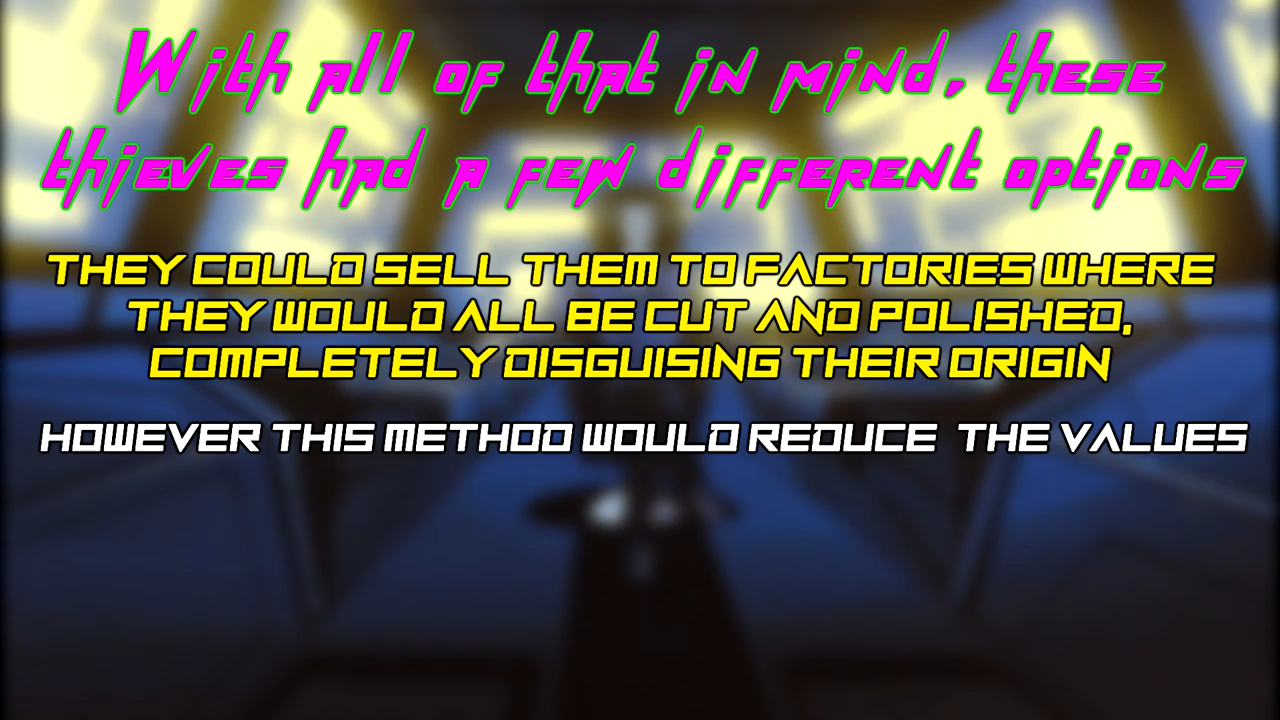 With all of that in mind, these
thieves had a few different options
THEY COULD SELL THEM TO FACTORIES WHERE
THEY WOULD ALL BE CUT AND POLISHED,
COMPLETELY DISGUISING THEIR ORIGIN
HOWEVER THIS METHOD WOULD REDUCE THE VALUES